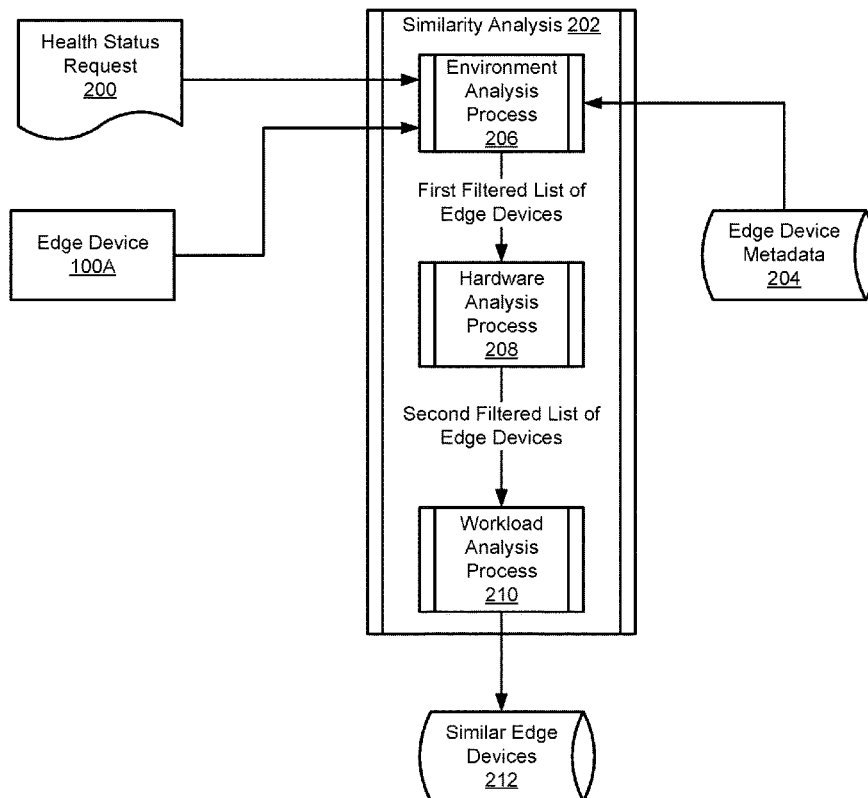 Similarity Analysis 202
Health Status
Request
200
Environment
Analysis
Process
206
First Filtered List of
Edge Devices
Edge Device
100A
Edge Device
Metadata
204
Hardware
Analysis
Process
208
Second Filtered List of
Edge Devices
Workload
Analysis
Process
210
Similar Edge
Devices
212